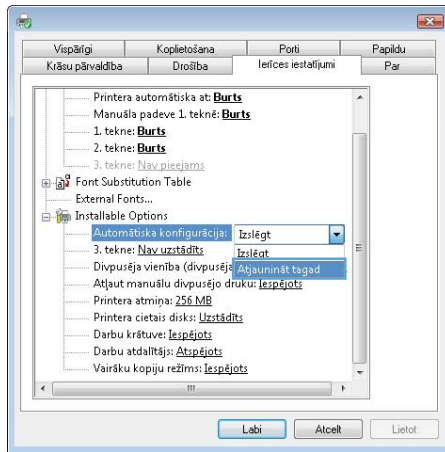 Vispārīgi Koplietošana Porti Papildu
Krāsu pārvaldība Drošība Ierīces iestatījumi Par
Printera automātiska at: Burts
Manuāla padeve 1. teknē: Burts
1. tekne: Burts
2. tekne: Burts
3. tekne: Nav pieejams
Font Substitution Table
External Fonts...
Installable Options
Automātiska konfigurācija: Izslēgt
Izslēgt
3. tekne: Nav uzstādīts
Divpusēja vienība (divpusēja Atjaunināt tagad
Atļaut manuālu divpusējo druku: Iespējots
Printera atmiņa: 256 MB
Printera cietais disks: Uzstādīts
Darbu krātuve: Iespējots
Darbu atdalītājs: Atspējots
Vairāku kopiju režīms: Iespējots
Labi Atcelt Lietot